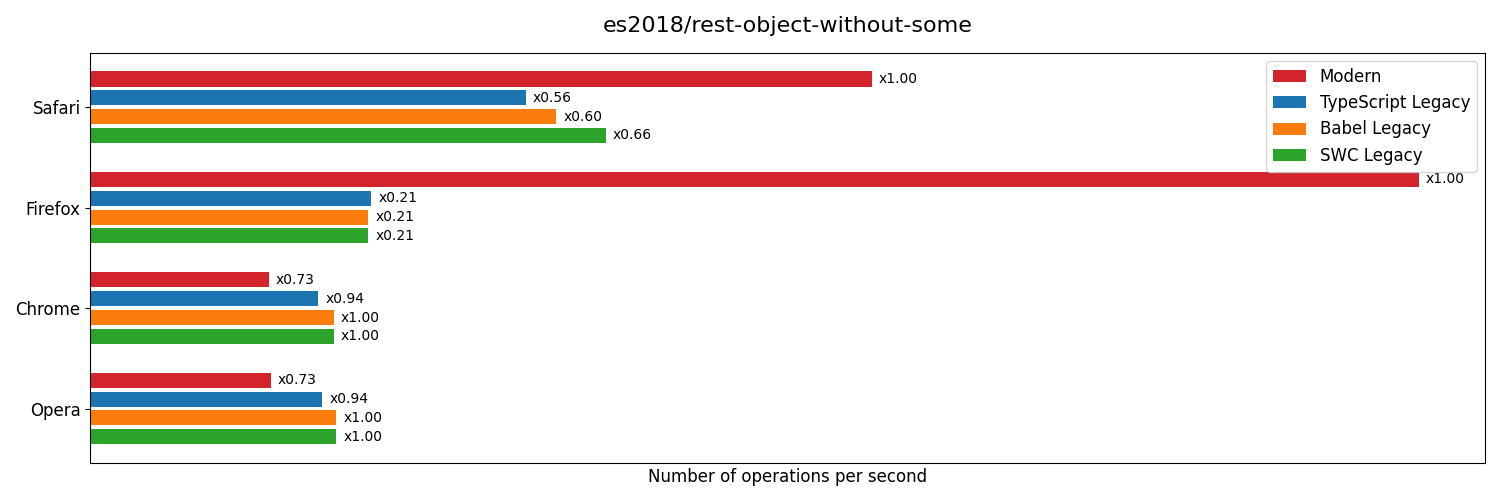 es2018/rest-object-without-some
Safari
x1.00
x0.56
x0.60
x0.66
Modern
TypeScript Legacy
Babel Legacy
SWC Legacy
Firefox
x1.00
x0.21
x0.21
x0.21
Chrome
x0.73
x0.94
x1.00
x1.00
Opera
x0.73
x0.94
x1.00
x1.00
Number of operations per second